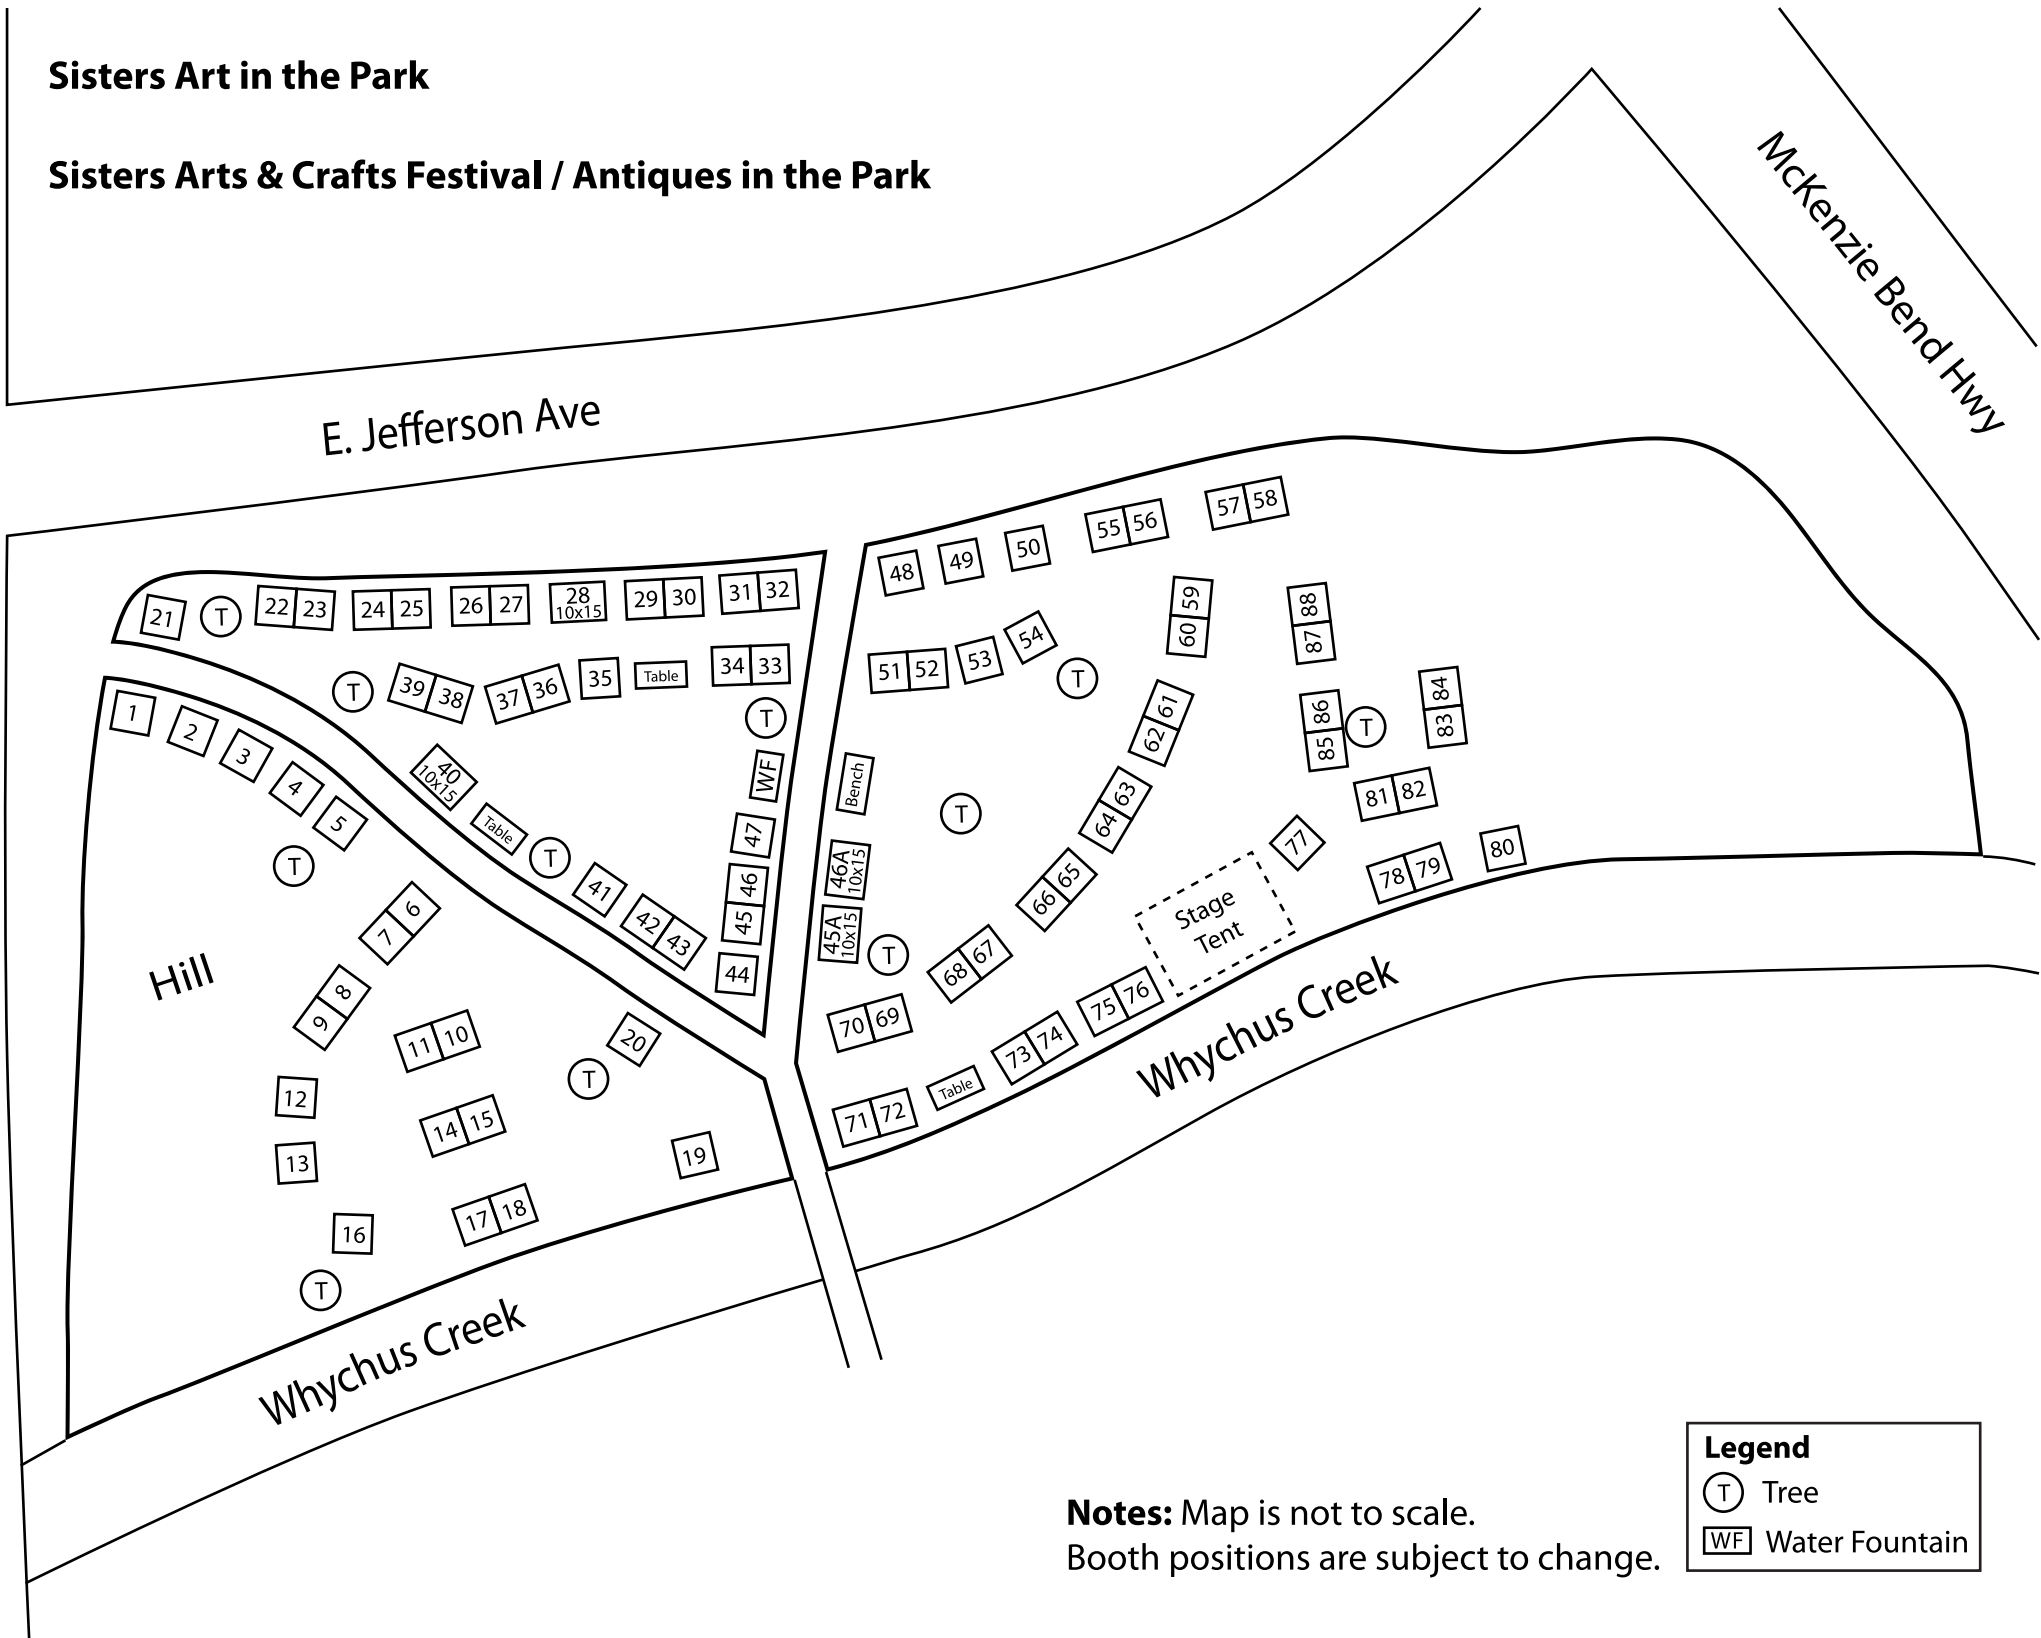 Sisters Art in the Park
Sisters Arts & Crafts Festival / Antiques in the Park
McKenzie Bend Hwy
E. Jefferson Ave
48
49
50
55 56
57 58
21
T
22 23
24 25
26 27
28
10x15
29 30
31 32
59
60
88
87
51 52
53
54
T
T
39 38
37 36
35
Table
34 33
T
WF
61
62
86
85
T
84
83
1
2
3
4
5
T
40
10x15
Table
T
41
42 43
47
46
45
44
Bench
46A
10x15
45A
10x15
T
T
63
64
65
66
67
68
81 82
77
78 79
80
Stage
Tent
Hill
6
7
8
9
11 10
12
13
14 15
16
T
17 18
20
T
19
70 69
71 72
Table
73 74
75 76
Whychus Creek
Whychus Creek
Notes: Map is not to scale.
Booth positions are subject to change.
Legend
T Tree
WF Water Fountain